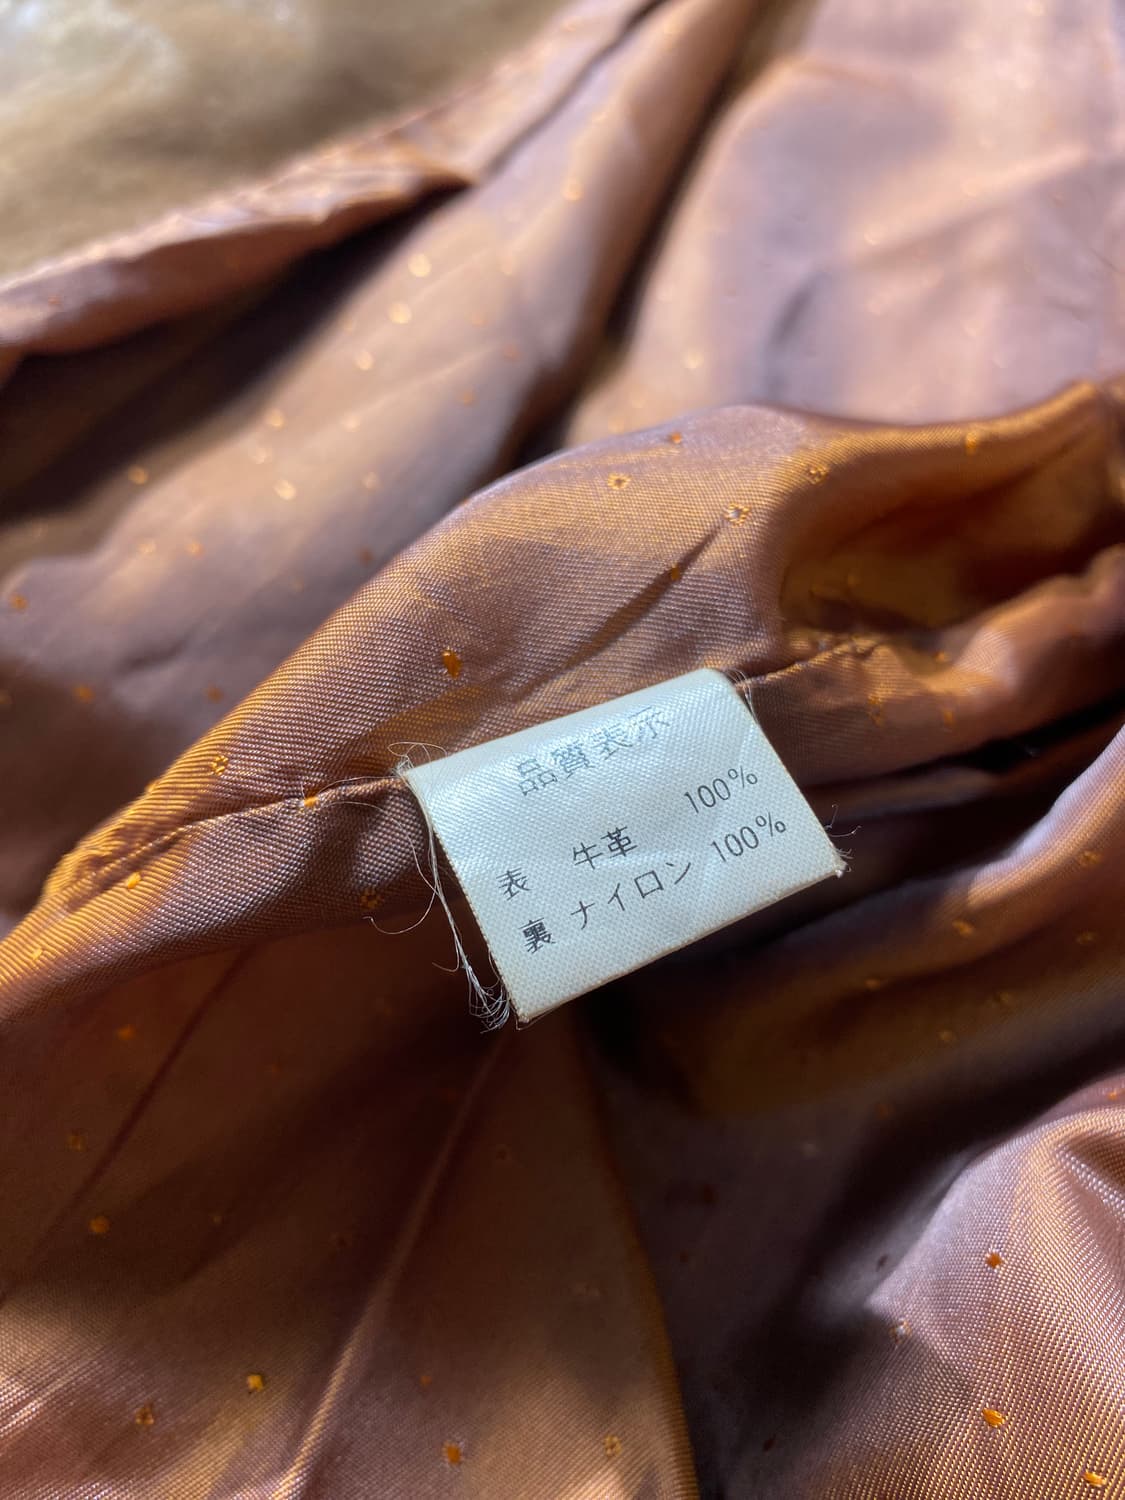 品質表示
表 牛革 100%
裏 ナイロン 100%